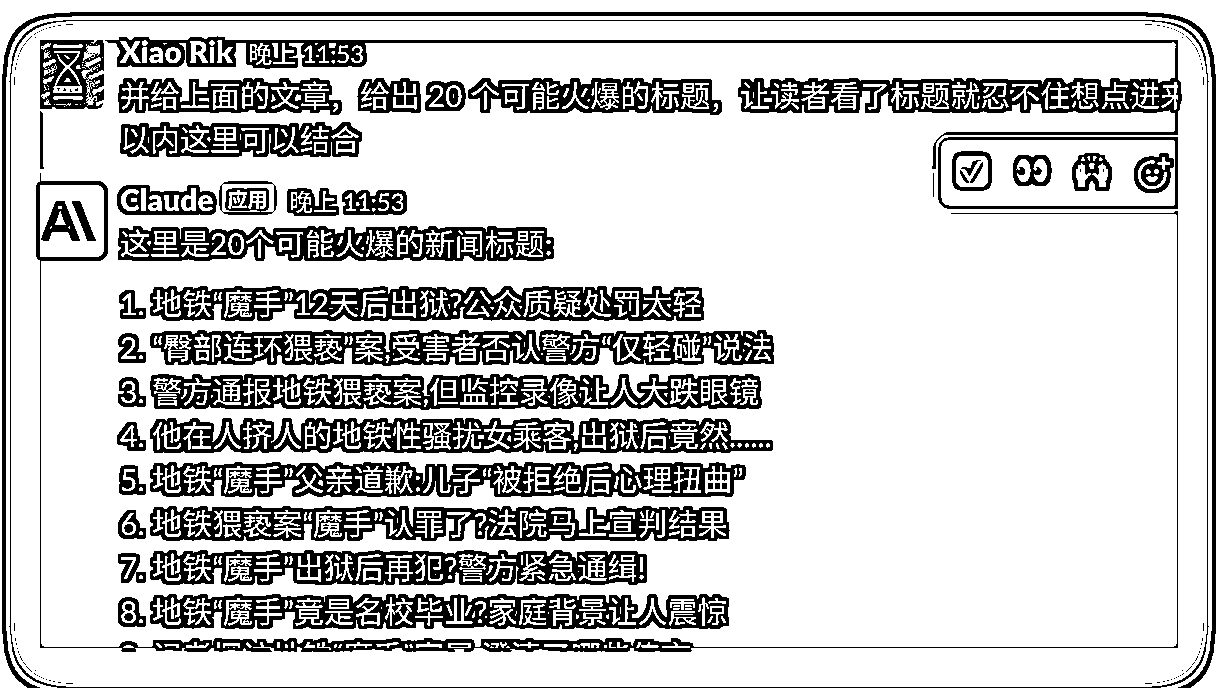 Xiao Rik 晚上 11:53
并给上面的文章，给出 20 个可能火爆的标题，让读者看了标题就忍不住想点进来
以内这里可以结合
Claude 应用 晚上 11:53
这里是20个可能火爆的新闻标题:
1. 地铁“魔手”12天后出狱?公众质疑处罚太轻
2. “臀部连环猥亵”案,受害者否认警方“仅轻碰”说法
3. 警方通报地铁猥亵案,但监控录像让人大跌眼镜
4. 他在人挤人的地铁性骚扰女乘客,出狱后竟然……
5. 地铁“魔手”父亲道歉:儿子“被拒绝后心理扭曲”
6. 地铁猥亵案“魔手”认罪了?法院马上宣判结果
7. 地铁“魔手”出狱后再犯?警方紧急通缉!
8. 地铁“魔手”竟是名校毕业?家庭背景让人震惊